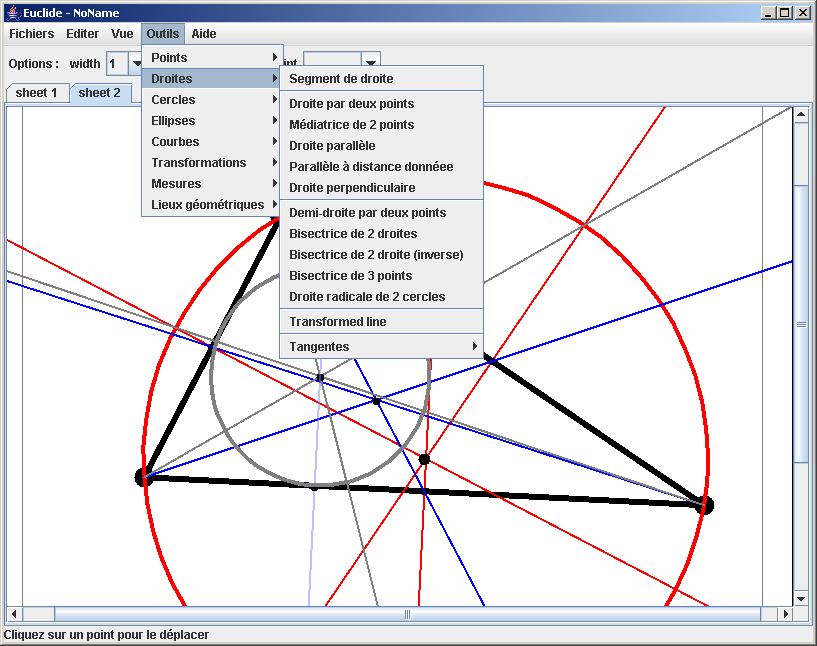 Euclide - NoName
Fichiers Editer Vue Outils Aide
Options : width 1
sheet 1 sheet 2
Points
Droites
Cercles
Ellipses
Courbes
Transformations
Mesures
Lieux géométriques
Segment de droite
Droite par deux points
Médiatrice de 2 points
Droite parallèle
Parallèle à distance donnéee
Droite perpendiculaire
Demi-droite par deux points
Bisectrice de 2 droites
Bisectrice de 2 droite (inverse)
Bisectrice de 3 points
Droite radicale de 2 cercles
Transformed line
Tangentes
Cliquez sur un point pour le déplacer